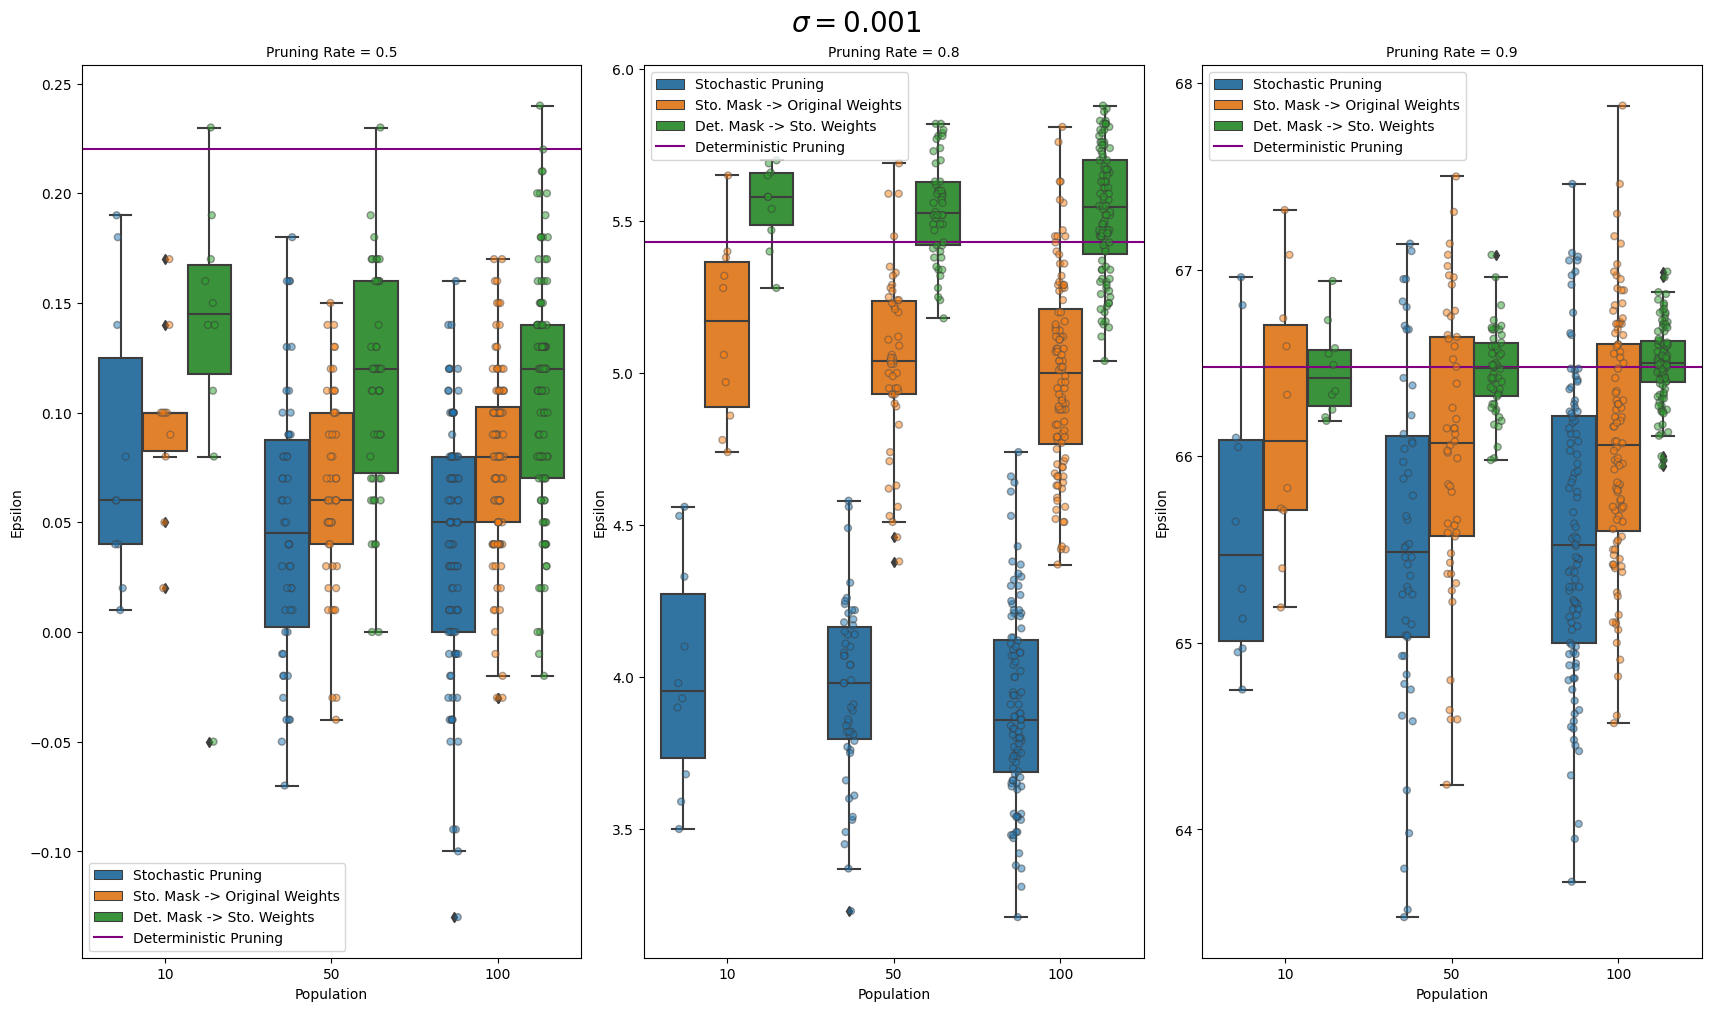 σ = 0.001
Pruning Rate = 0.5
Epsilon
0.25
0.20
0.15
0.10
0.05
0.00
−0.05
−0.10
Stochastic Pruning
Sto. Mask -> Original Weights
Det. Mask -> Sto. Weights
Deterministic Pruning
10 50 100
Population
Pruning Rate = 0.8
Epsilon
6.0
5.5
5.0
4.5
4.0
3.5
Stochastic Pruning
Sto. Mask -> Original Weights
Det. Mask -> Sto. Weights
Deterministic Pruning
10 50 100
Population
Pruning Rate = 0.9
Epsilon
68
67
66
65
64
Stochastic Pruning
Sto. Mask -> Original Weights
Det. Mask -> Sto. Weights
Deterministic Pruning
10 50 100
Population